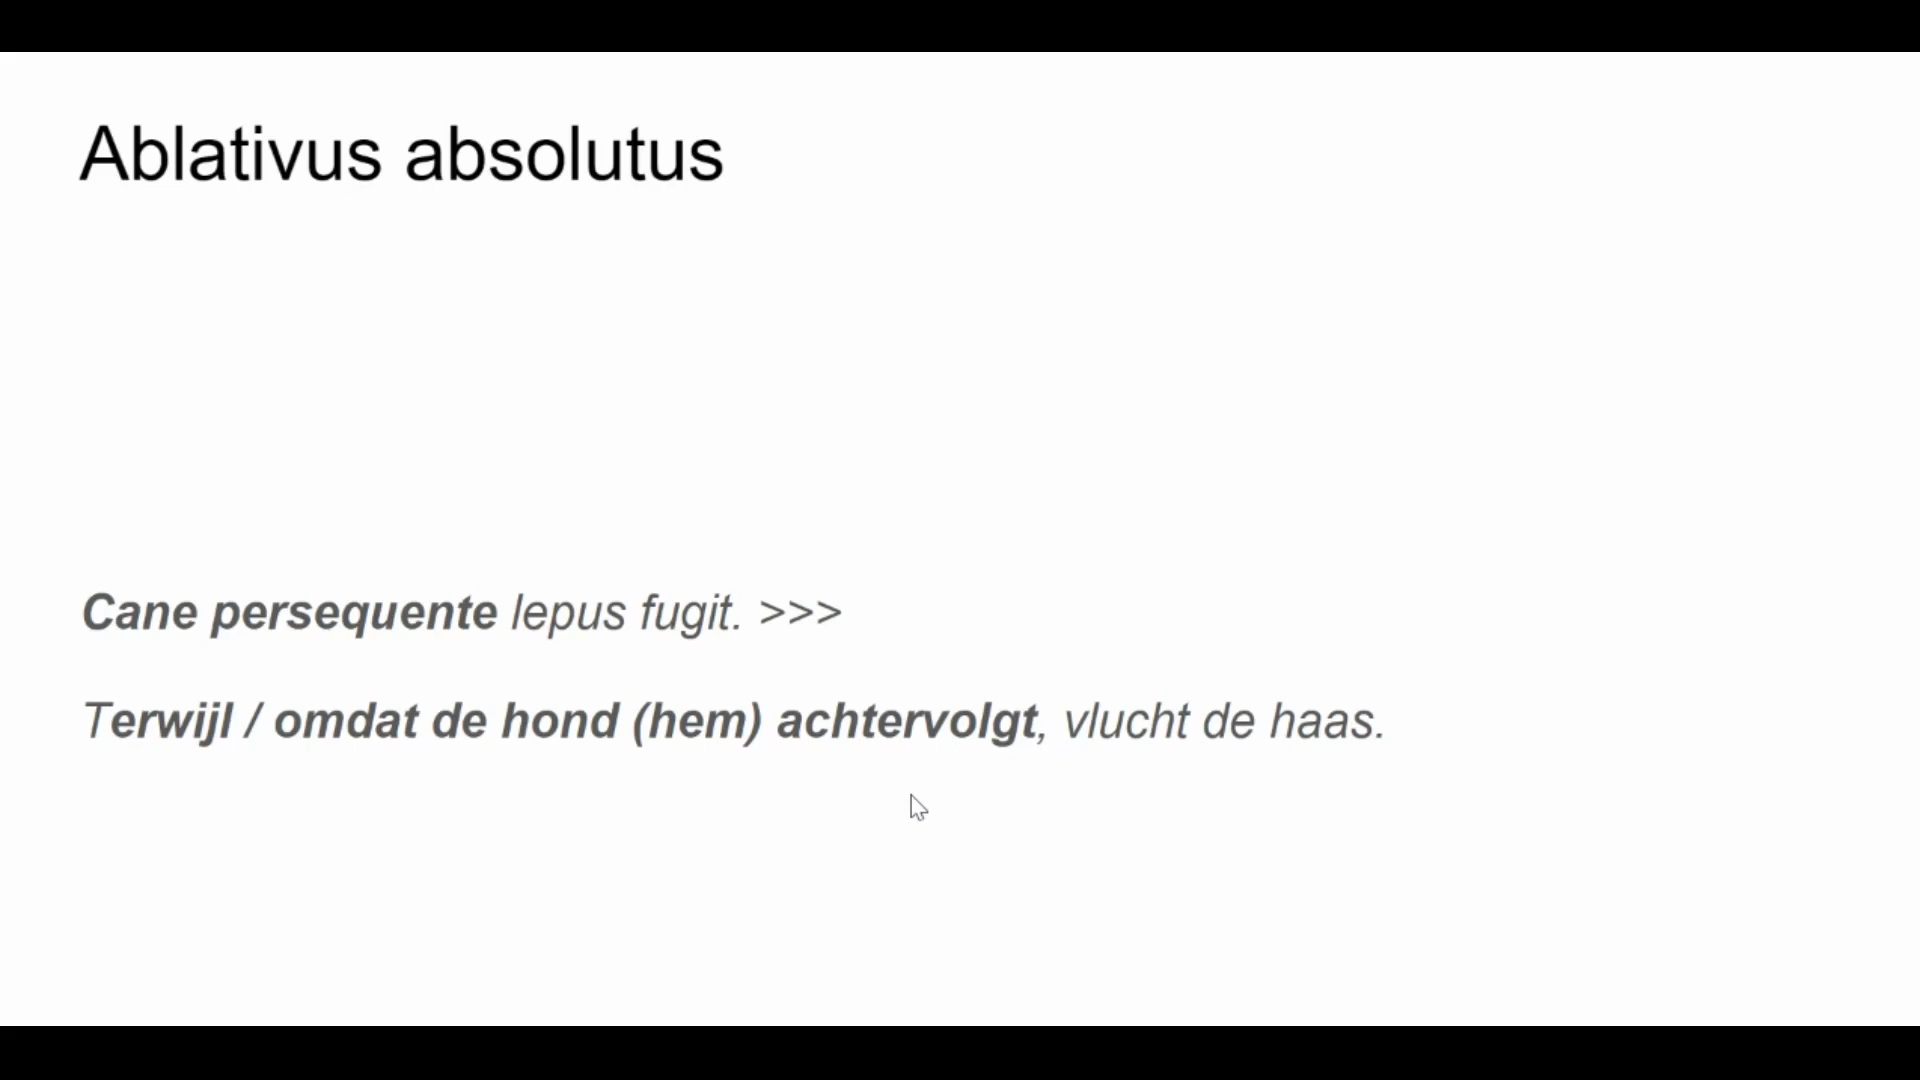 Ablativus absolutus
Cane persequente lepus fugit. >>>
Terwijl / omdat de hond (hem) achtervolgt, vlucht de haas.